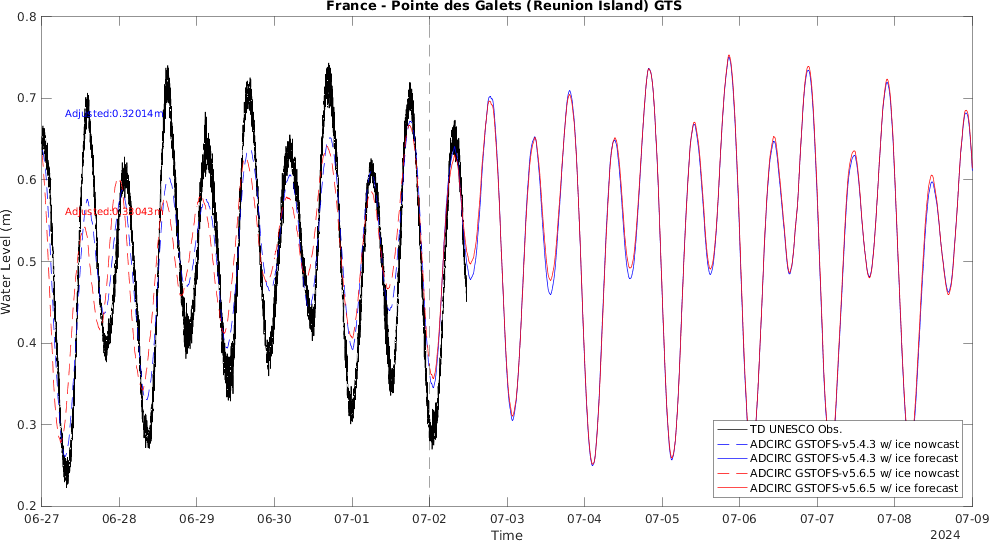 France - Pointe des Galets (Reunion Island) GTS
0.8
0.7
0.6
0.5
0.4
0.3
0.2
Water Level (m)
Adjusted:0.32014m
Adjusted:0.33043m
TD UNESCO Obs.
ADCIRC GSTOFS-v5.4.3 w/ ice nowcast
ADCIRC GSTOFS-v5.4.3 w/ ice forecast
ADCIRC GSTOFS-v5.6.5 w/ ice nowcast
ADCIRC GSTOFS-v5.6.5 w/ ice forecast
06-27 06-28 06-29 06-30 07-01 07-02 07-03 07-04 07-05 07-06 07-07 07-08 07-09
Time
2024